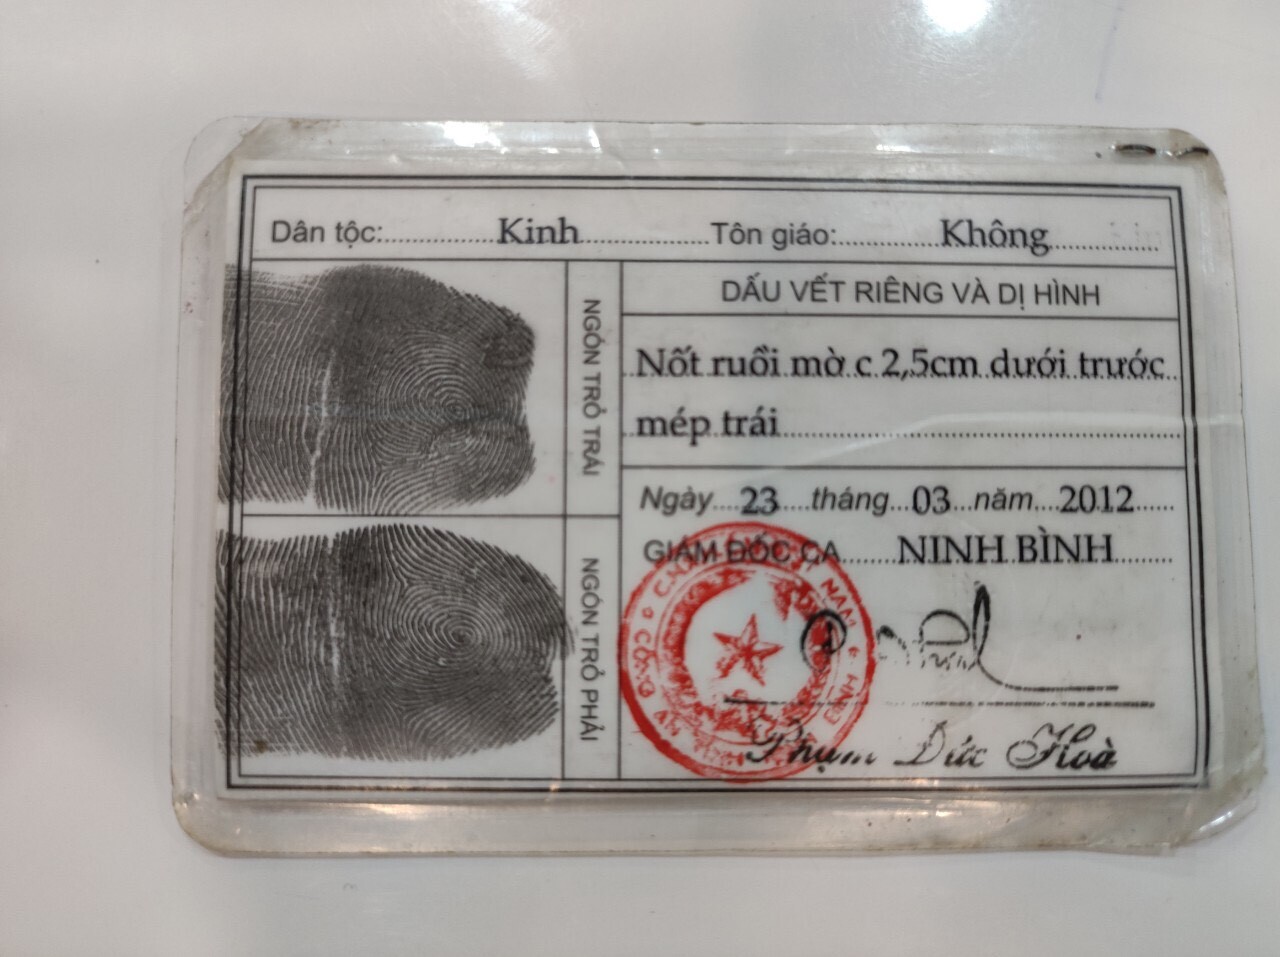 Dân tộc: Kinh Tôn giáo: Không
NGÓN TRỎ TRÁI
NGÓN TRỎ PHẢI
DẤU VẾT RIÊNG VÀ DỊ HÌNH
Nốt ruồi mờ c 2,5cm dưới trước
mép trái
Ngày 23 tháng 03 năm 2012
GIÁM ĐỐC CA NINH BÌNH
Phạm Đức Hoà